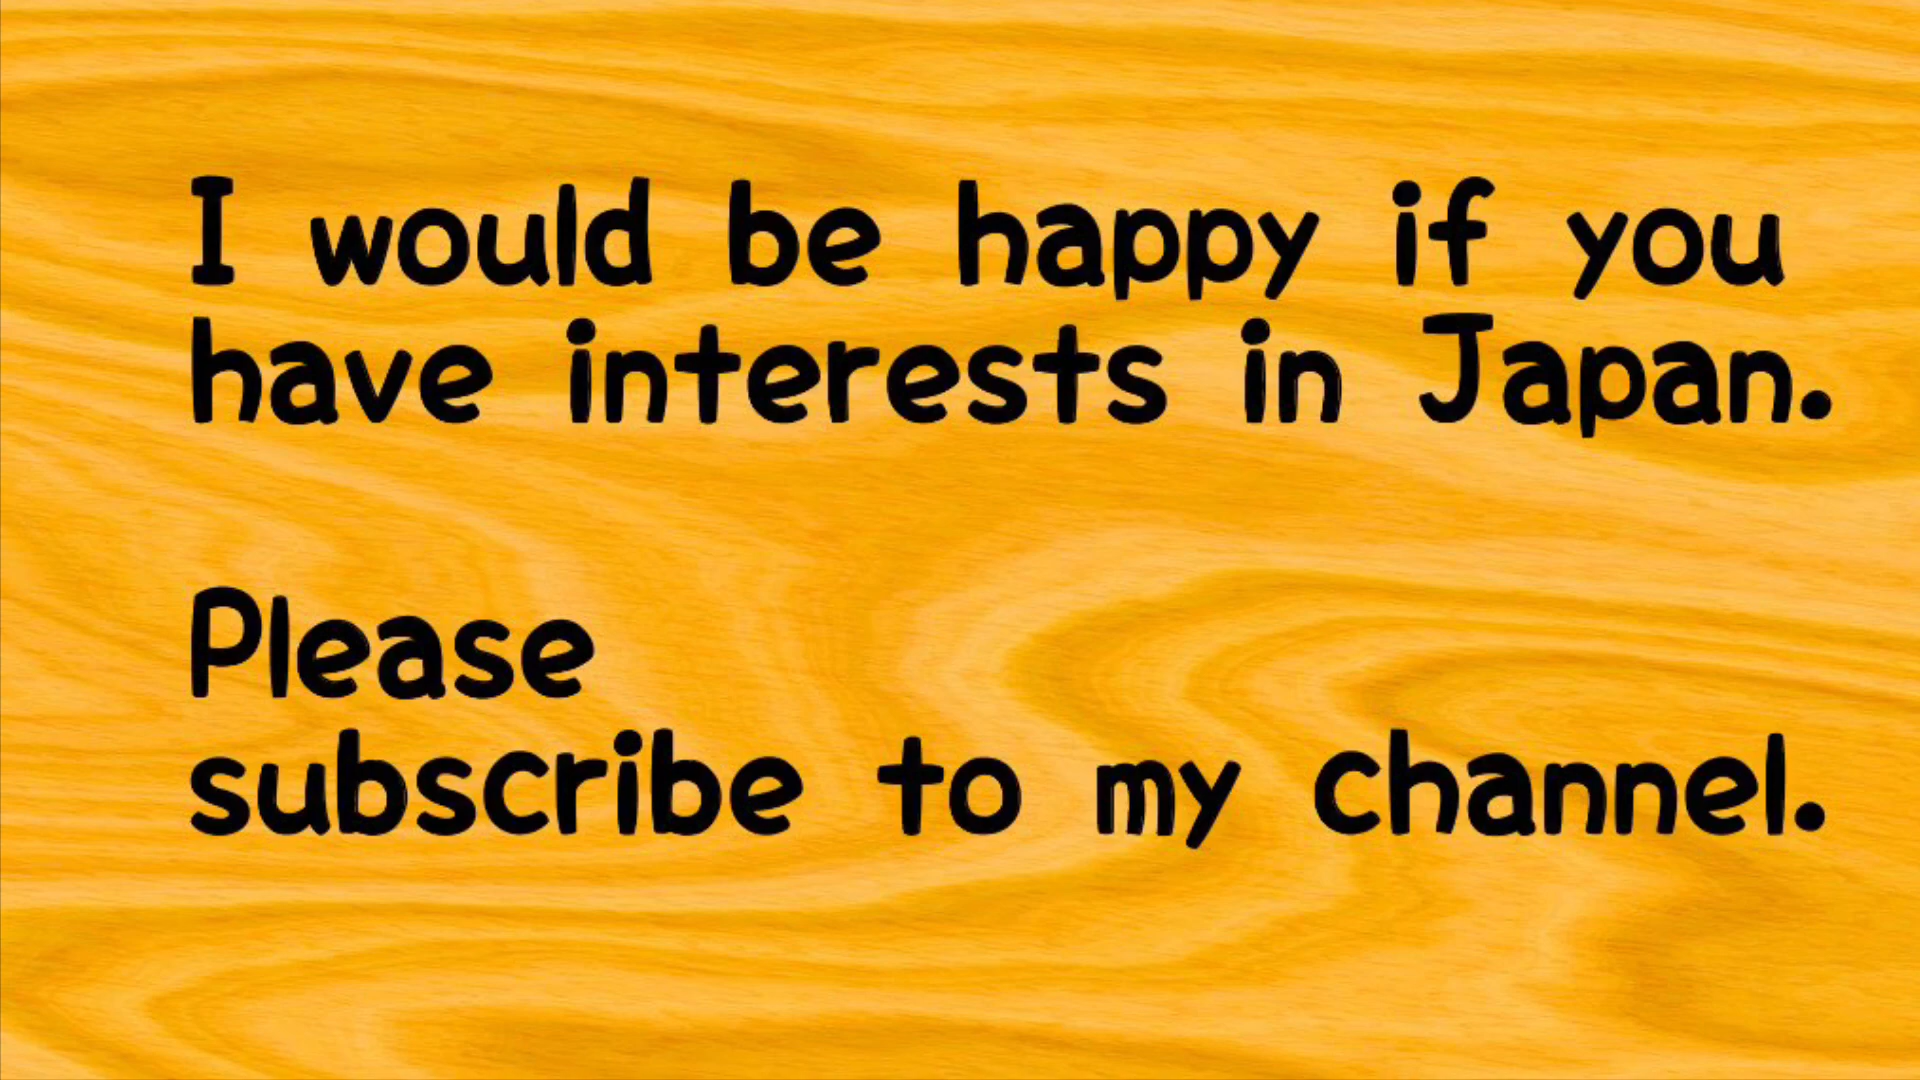 I would be happy if you
have interests in Japan.
Please
subscribe to my channel.